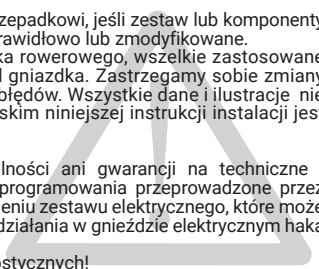 zepadkowi, jeśli zestaw lub komponenty
rawidłowo lub zmodyfikowane.
ka rowerowego, wszelkie zastosowane
gniazdka. Zastrzegamy sobie zmiany
błędów. Wszystkie dane i ilustracje nie
skim niniejszej instrukcji instalacji jes
lności ani gwarancji na techniczne
programowania przeprowadzone przez
eniu zestawu elektrycznego, które może
działania w gnieździe elektrycznym haka
ostycznych!